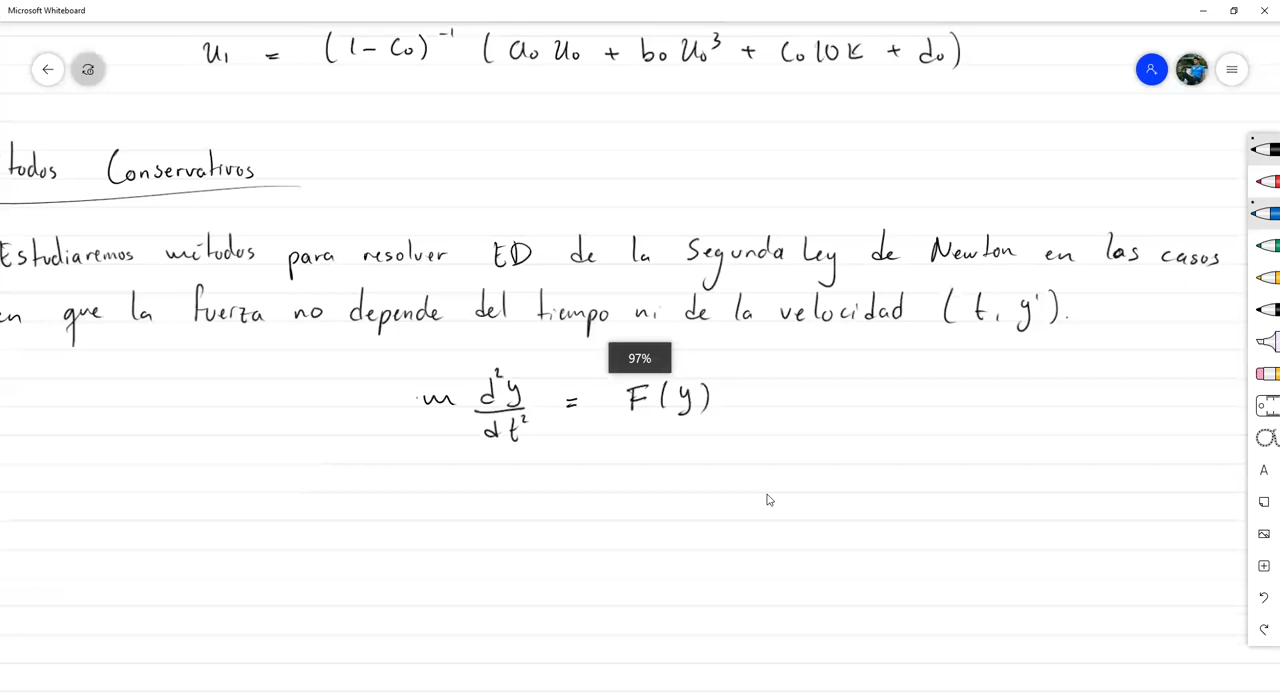 Microsoft Whiteboard
u₁ = (1 - c₀)⁻¹ (a₀ u₀ + b₀ u₀³ + c₀ 10 k + d₀)
todos Conservativos
Estudiaremos métodos para resolver ED de la Segunda Ley de Newton en las casos
en que la fuerza no depende del tiempo ni de la velocidad (t, y').
97%
m d²y/dt² = F(y)
A